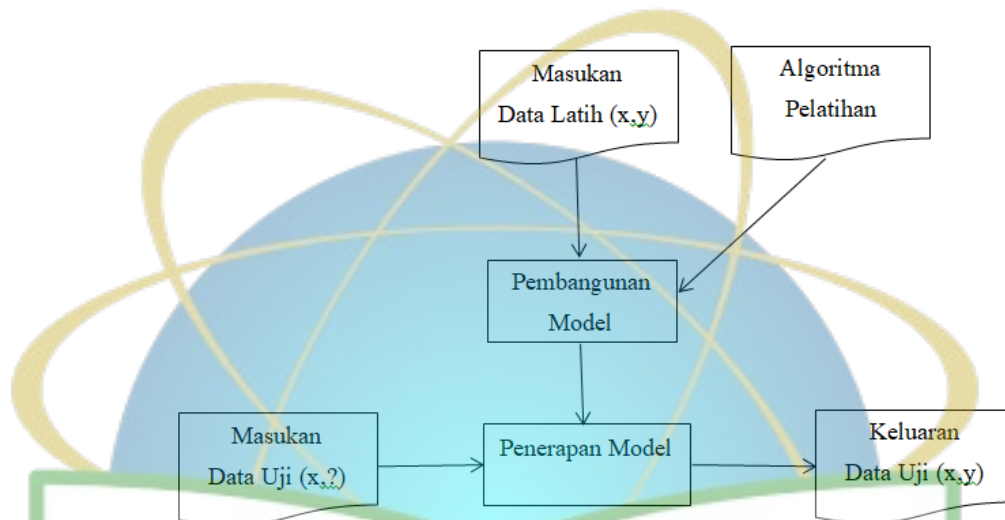 Masukan
Data Latih (x,y)
Algoritma
Pelatihan
Pembangunan
Model
Masukan
Data Uji (x,?)
Penerapan Model
Keluaran
Data Uji (x,y)